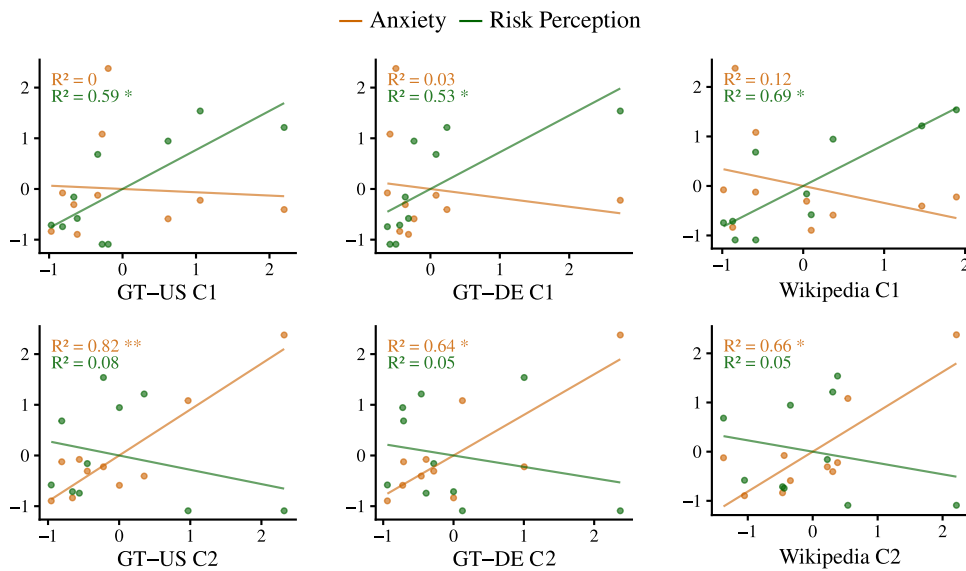 Anxiety Risk Perception
R² = 0
R² = 0.59 *
2
1
0
−1
−1 0 1 2
GT−US C1
R² = 0.03
R² = 0.53 *
2
1
0
−1
0 1 2
GT−DE C1
R² = 0.12
R² = 0.69 *
2
1
0
−1
−1 0 1 2
Wikipedia C1
R² = 0.82 **
R² = 0.08
2
1
0
−1
−1 0 1 2
GT−US C2
R² = 0.64 *
R² = 0.05
2
1
0
−1
−1 0 1 2
GT−DE C2
R² = 0.66 *
R² = 0.05
2
1
0
−1
−1 0 1 2
Wikipedia C2